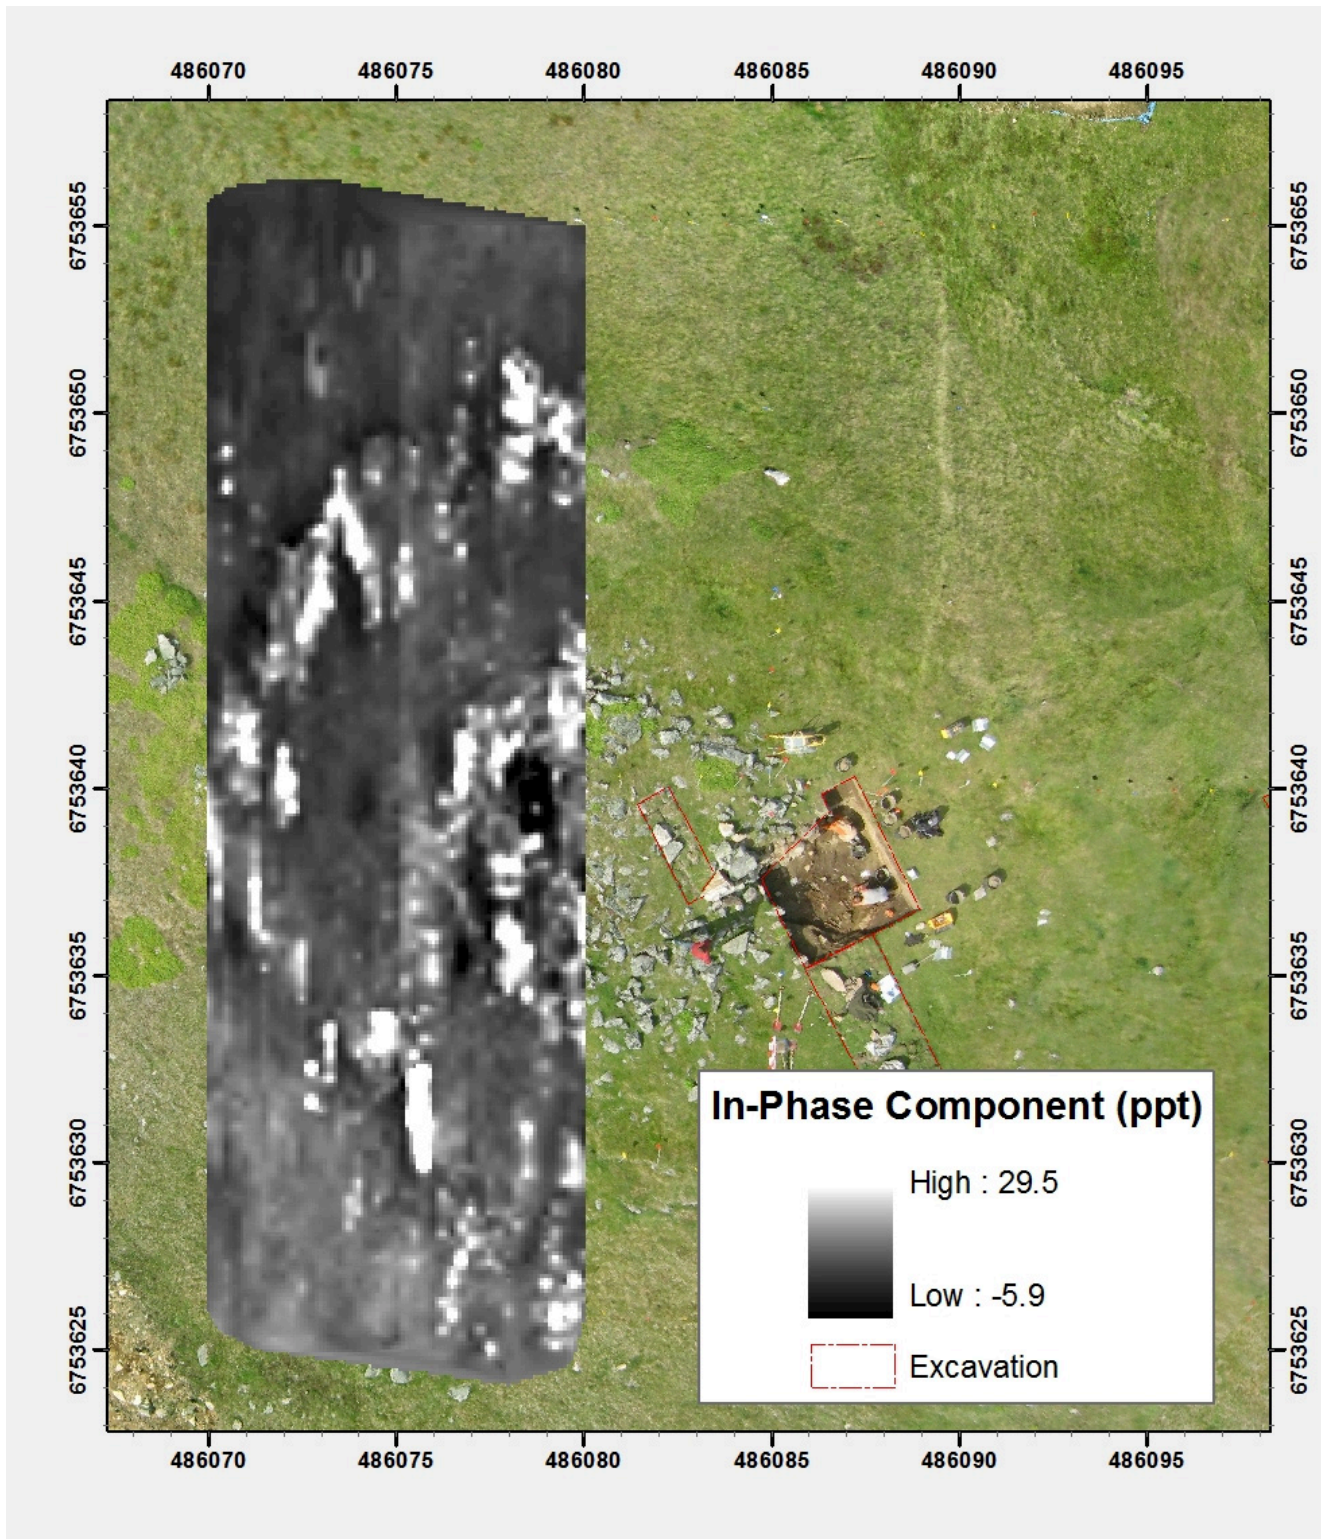 486070 486075 486080 486085 486090 486095
6753655 6753655
6753650 6753650
6753645 6753645
6753640 6753640
6753635 6753635
6753630 6753630
6753625 6753625
In-Phase Component (ppt)
High : 29.5
Low : -5.9
Excavation
486070 486075 486080 486085 486090 486095